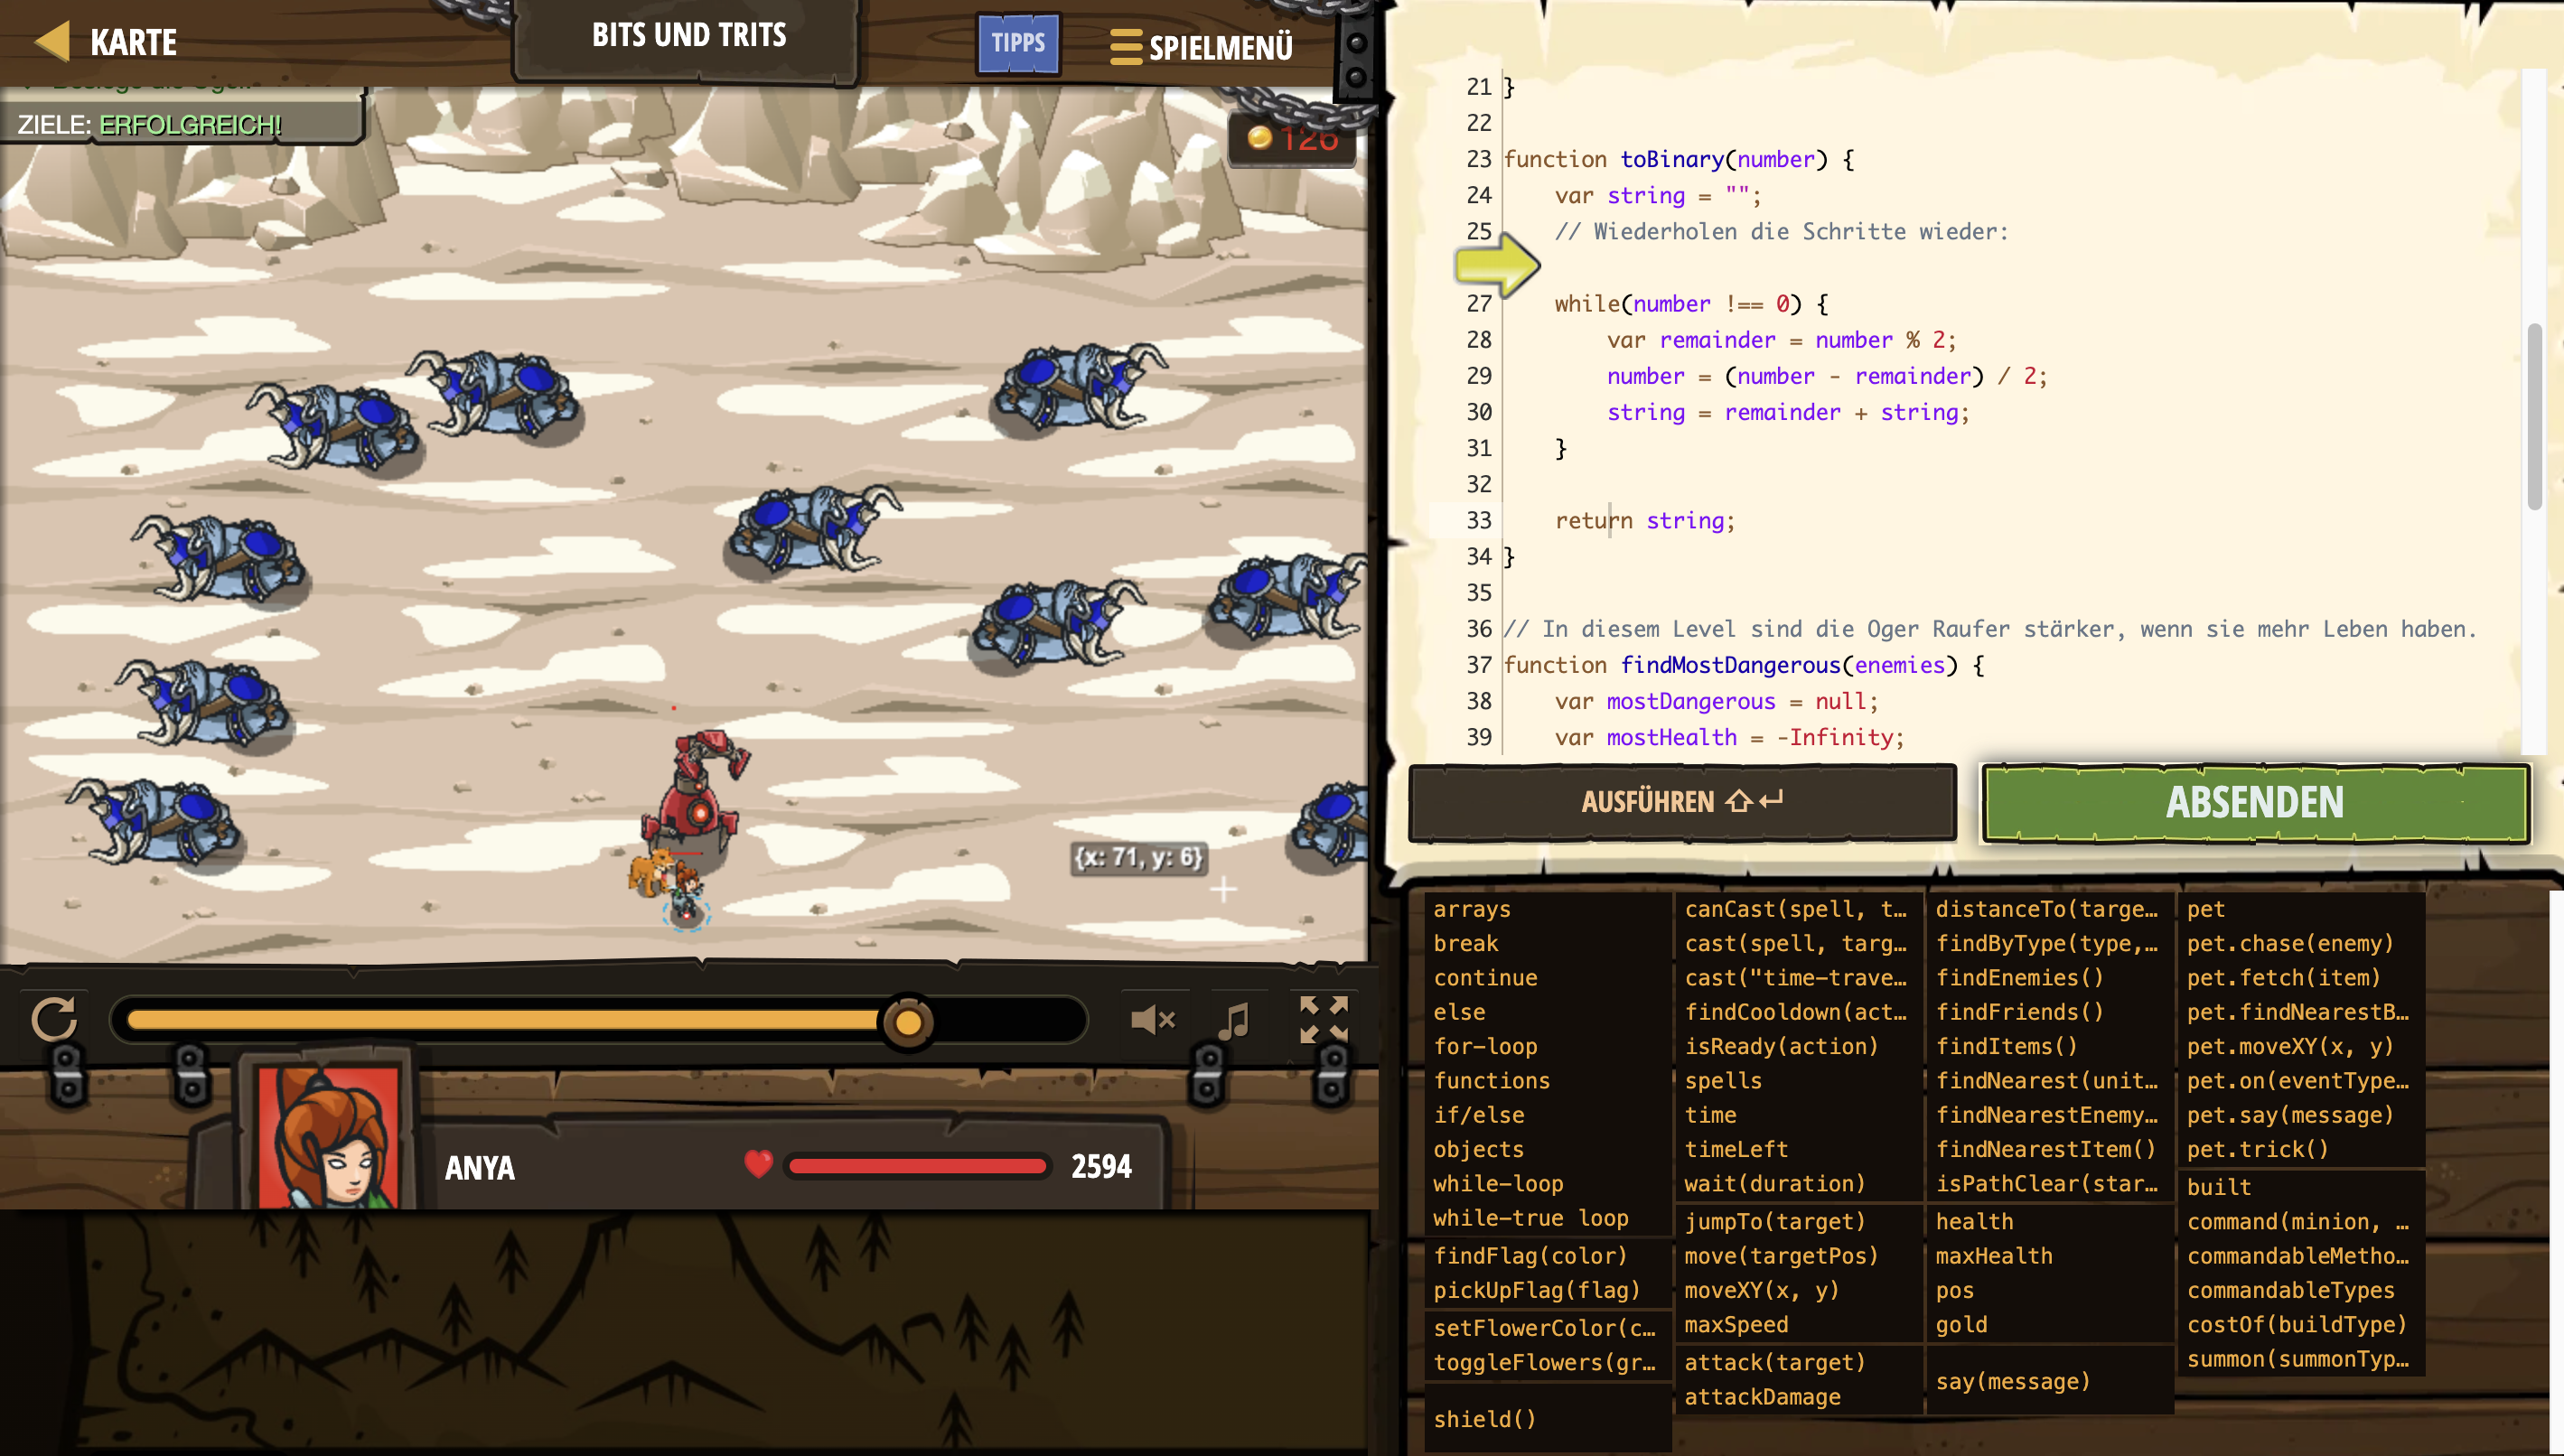 KARTE
BITS UND TRITS
TIPPS
SPIELMENÜ
ZIELE: ERFOLGREICH!
126
{x: 71, y: 6}
ANYA
2594
21 }
22
23 function toBinary(number) {
24 var string = "";
25 // Wiederholen die Schritte wieder:
27 while(number !== 0) {
28 var remainder = number % 2;
29 number = (number - remainder) / 2;
30 string = remainder + string;
31 }
32
33 return string;
34 }
35
36 // In diesem Level sind die Oger Raufer stärker, wenn sie mehr Leben haben.
37 function findMostDangerous(enemies) {
38 var mostDangerous = null;
39 var mostHealth = -Infinity;
AUSFÜHREN
ABSENDEN
arrays
break
continue
else
for-loop
functions
if/else
objects
while-loop
while-true loop
findFlag(color)
pickUpFlag(flag)
setFlowerColor(c…
toggleFlowers(gr…
shield()
canCast(spell, t…
cast(spell, targ…
cast("time-trave…
findCooldown(act…
isReady(action)
spells
time
timeLeft
wait(duration)
jumpTo(target)
move(targetPos)
moveXY(x, y)
maxSpeed
attack(target)
attackDamage
distanceTo(targe…
findByType(type,…
findEnemies()
findFriends()
findItems()
findNearest(unit…
findNearestEnemy…
findNearestItem()
isPathClear(star…
health
maxHealth
pos
gold
say(message)
pet
pet.chase(enemy)
pet.fetch(item)
pet.findNearestB…
pet.moveXY(x, y)
pet.on(eventType…
pet.say(message)
pet.trick()
built
command(minion, …
commandableMetho…
commandableTypes
costOf(buildType)
summon(summonTyp…